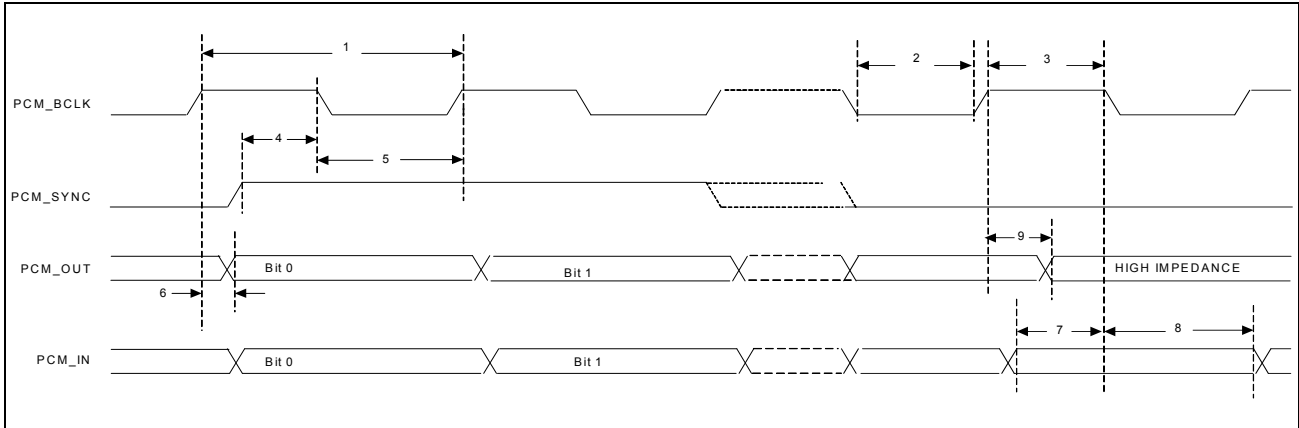 1
2
3
PCM_BCLK
4
5
PCM_SYNC
9
PCM_OUT
Bit 0
Bit 1
HIGH IMPEDANCE
6
7
8
PCM_IN
Bit 0
Bit 1